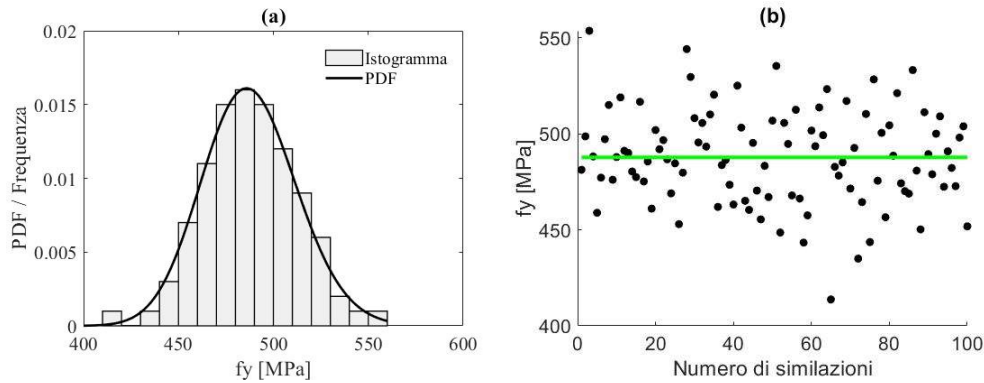 (a)
0.02
0.015
0.01
0.005
0
PDF / Frequenza
Istogramma
PDF
400
450
500
550
600
fy [MPa]
(b)
550
500
450
400
fy [MPa]
0
20
40
60
80
100
Numero di similazioni